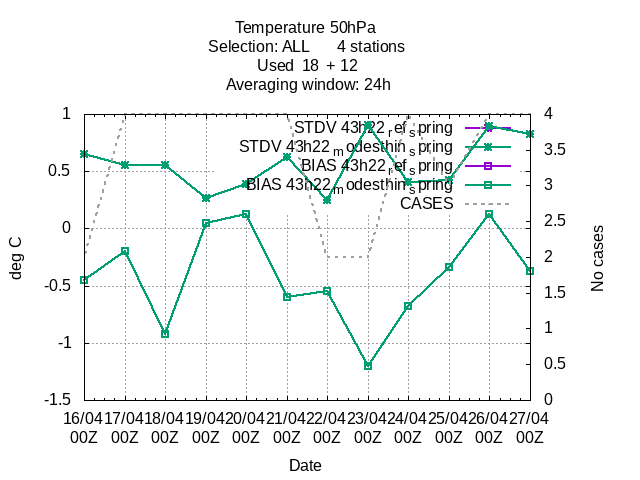 Temperature 50hPa
Selection: ALL 4 stations
Used 18 + 12
Averaging window: 24h
STDV 43h22ref_spring
STDV 43h22modesthin_spring
BIAS 43h22ref_spring
BIAS 43h22modesthin_spring
CASES
1
0.5
0
-0.5
-1
-1.5
4
3.5
3
2.5
2
1.5
1
0.5
0
deg C
No cases
16/04 17/04 18/04 19/04 20/04 21/04 22/04 23/04 24/04 25/04 26/04 27/04
00Z 00Z 00Z 00Z 00Z 00Z 00Z 00Z 00Z 00Z 00Z 00Z
Date